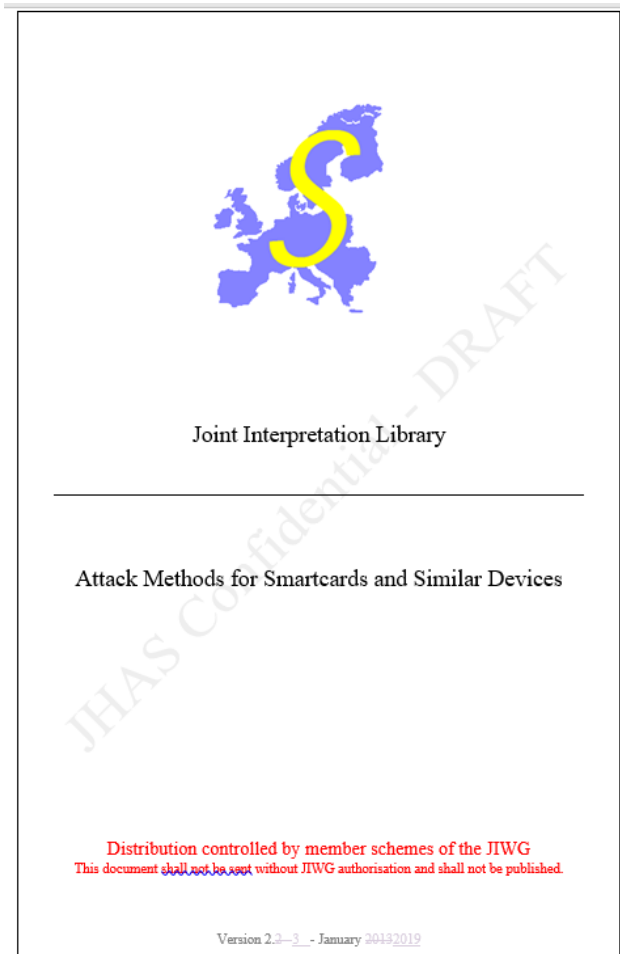 S
Joint Interpretation Library
Attack Methods for Smartcards and Similar Devices
JHAS Confidential - DRAFT
Distribution controlled by member schemes of the JIWG
This document shall not be sent without JIWG authorisation and shall not be published.
Version 2.2 3 - January 20132019